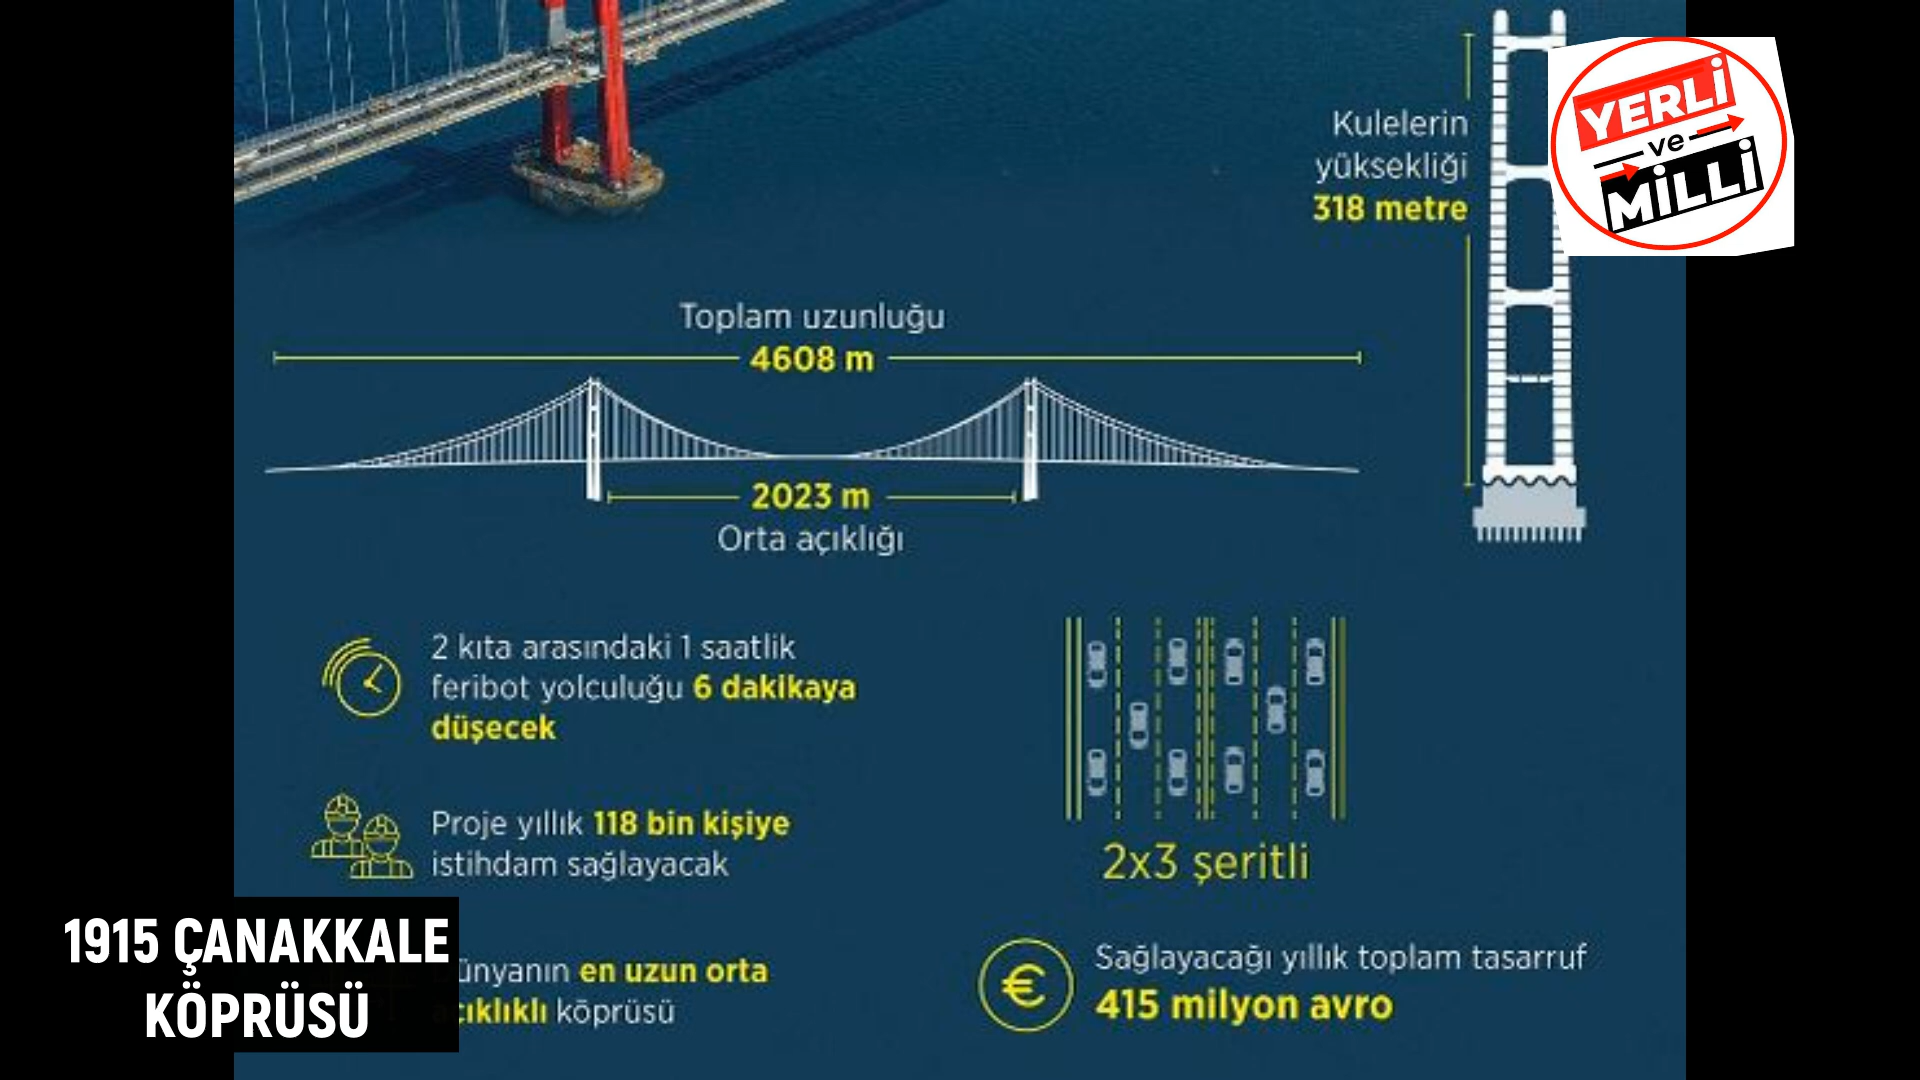 Kulelerin
yüksekliği
318 metre
YERLİ
ve
MİLLİ
Toplam uzunluğu
4608 m
2023 m
Orta açıklığı
2 kıta arasındaki 1 saatlik
feribot yolculuğu 6 dakikaya
düşecek
Proje yıllık 118 bin kişiye
istihdam sağlayacak
2x3 şeritli
Dünyanın en uzun orta
açıklıklı köprüsü
Sağlayacağı yıllık toplam tasarruf
415 milyon avro
1915 ÇANAKKALE
KÖPRÜSÜ